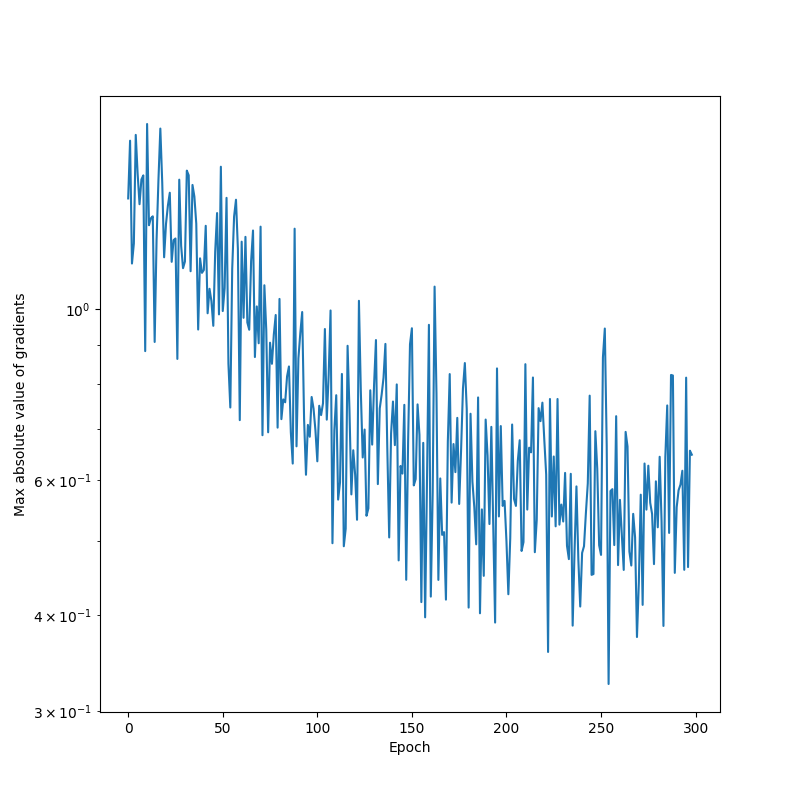 Max absolute value of gradients
10⁰
6 × 10⁻¹
4 × 10⁻¹
3 × 10⁻¹
0 50 100 150 200 250 300
Epoch